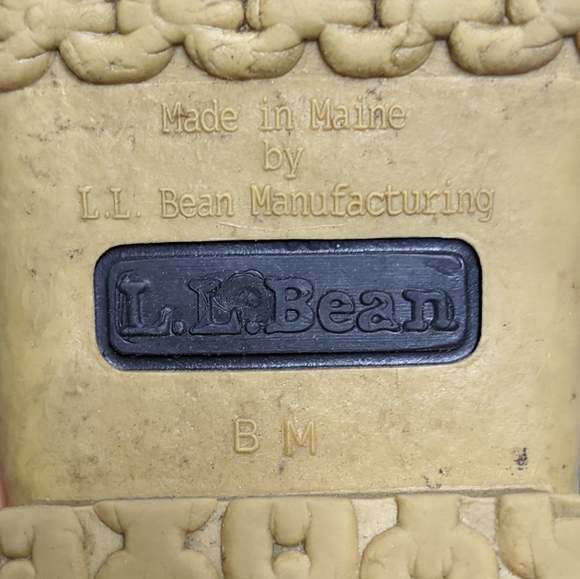 Made in Maine
by
L.L. Bean Manufacturing
L.L.Bean
B M